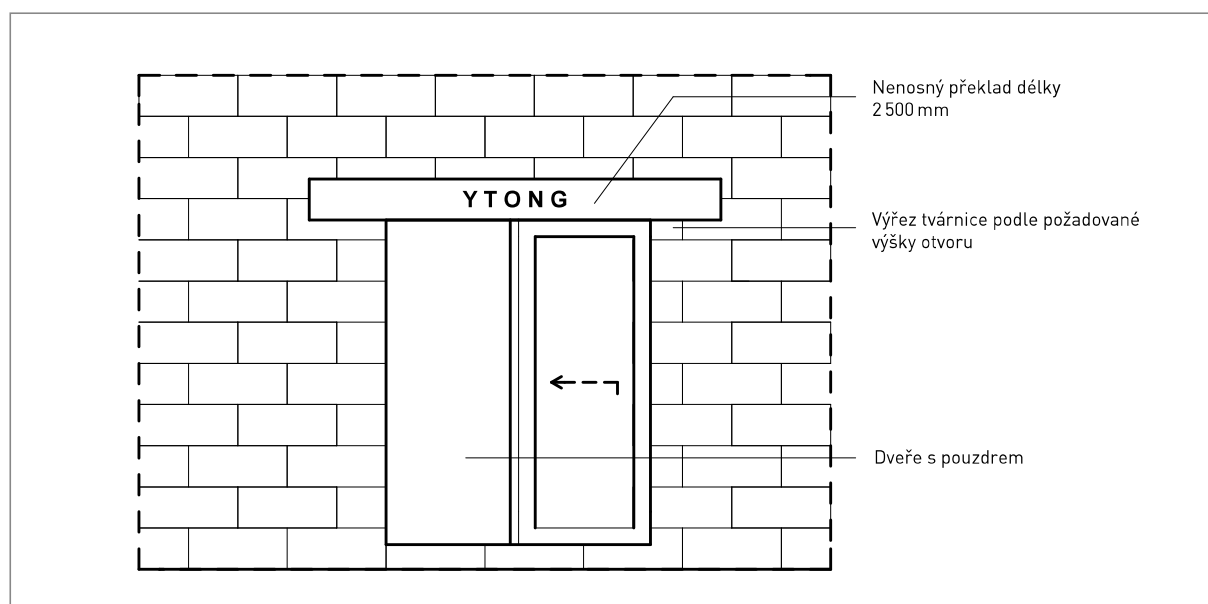 Nenosný překlad délky
2 500 mm
YTONG
Výřez tvárnice podle požadované
výšky otvoru
Dveře s pouzdrem